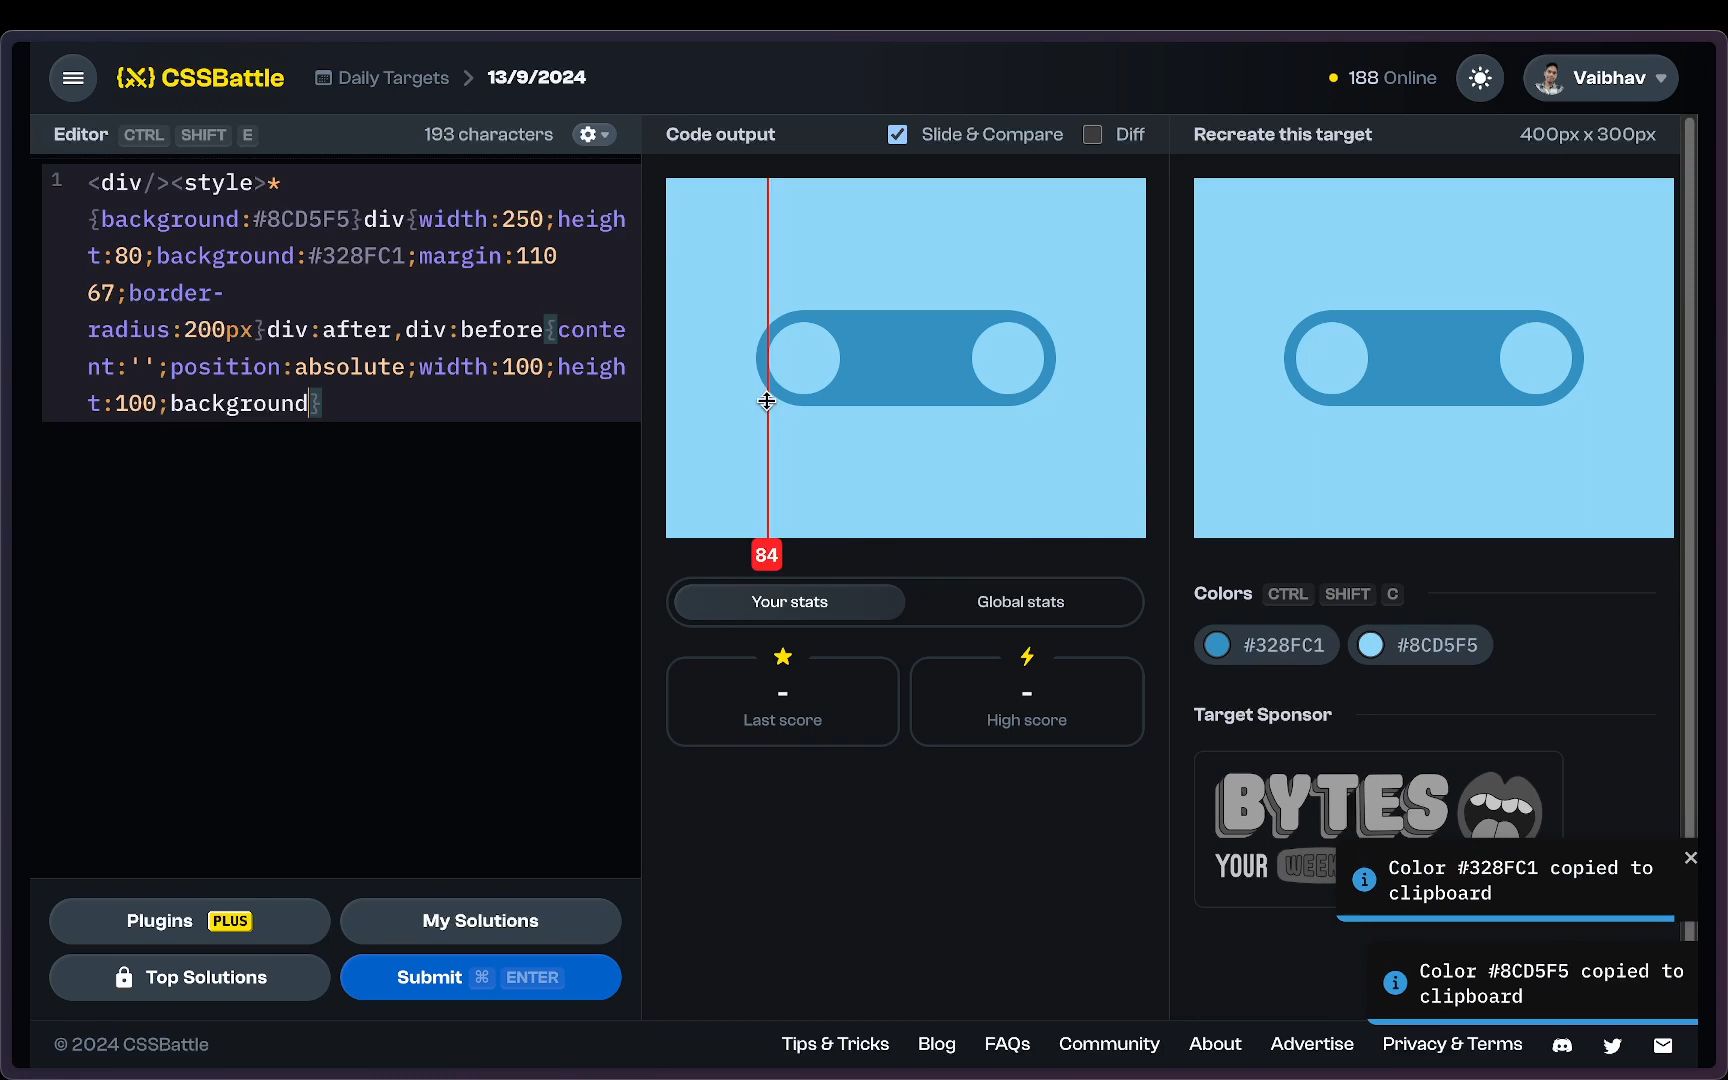 CSSBattle
Daily Targets
13/9/2024
188 Online
Vaibhav
Editor CTRL SHIFT E
193 characters
Code output
Slide & Compare
Diff
Recreate this target
400px x 300px
1
<div/><style>*
{background:#8CD5F5}div{width:250;heigh
t:80;background:#328FC1;margin:110
67;border-
radius:200px}div:after,div:before{conte
nt:'';position:absolute;width:100;heigh
t:100;background}
84
Your stats
Global stats
-
Last score
-
High score
Colors CTRL SHIFT C
#328FC1
#8CD5F5
Target Sponsor
BYTES
YOUR WEEK
Color #328FC1 copied to
clipboard
Color #8CD5F5 copied to
clipboard
Plugins PLUS
My Solutions
Top Solutions
Submit ⌘ ENTER
© 2024 CSSBattle
Tips & Tricks
Blog
FAQs
Community
About
Advertise
Privacy & Terms